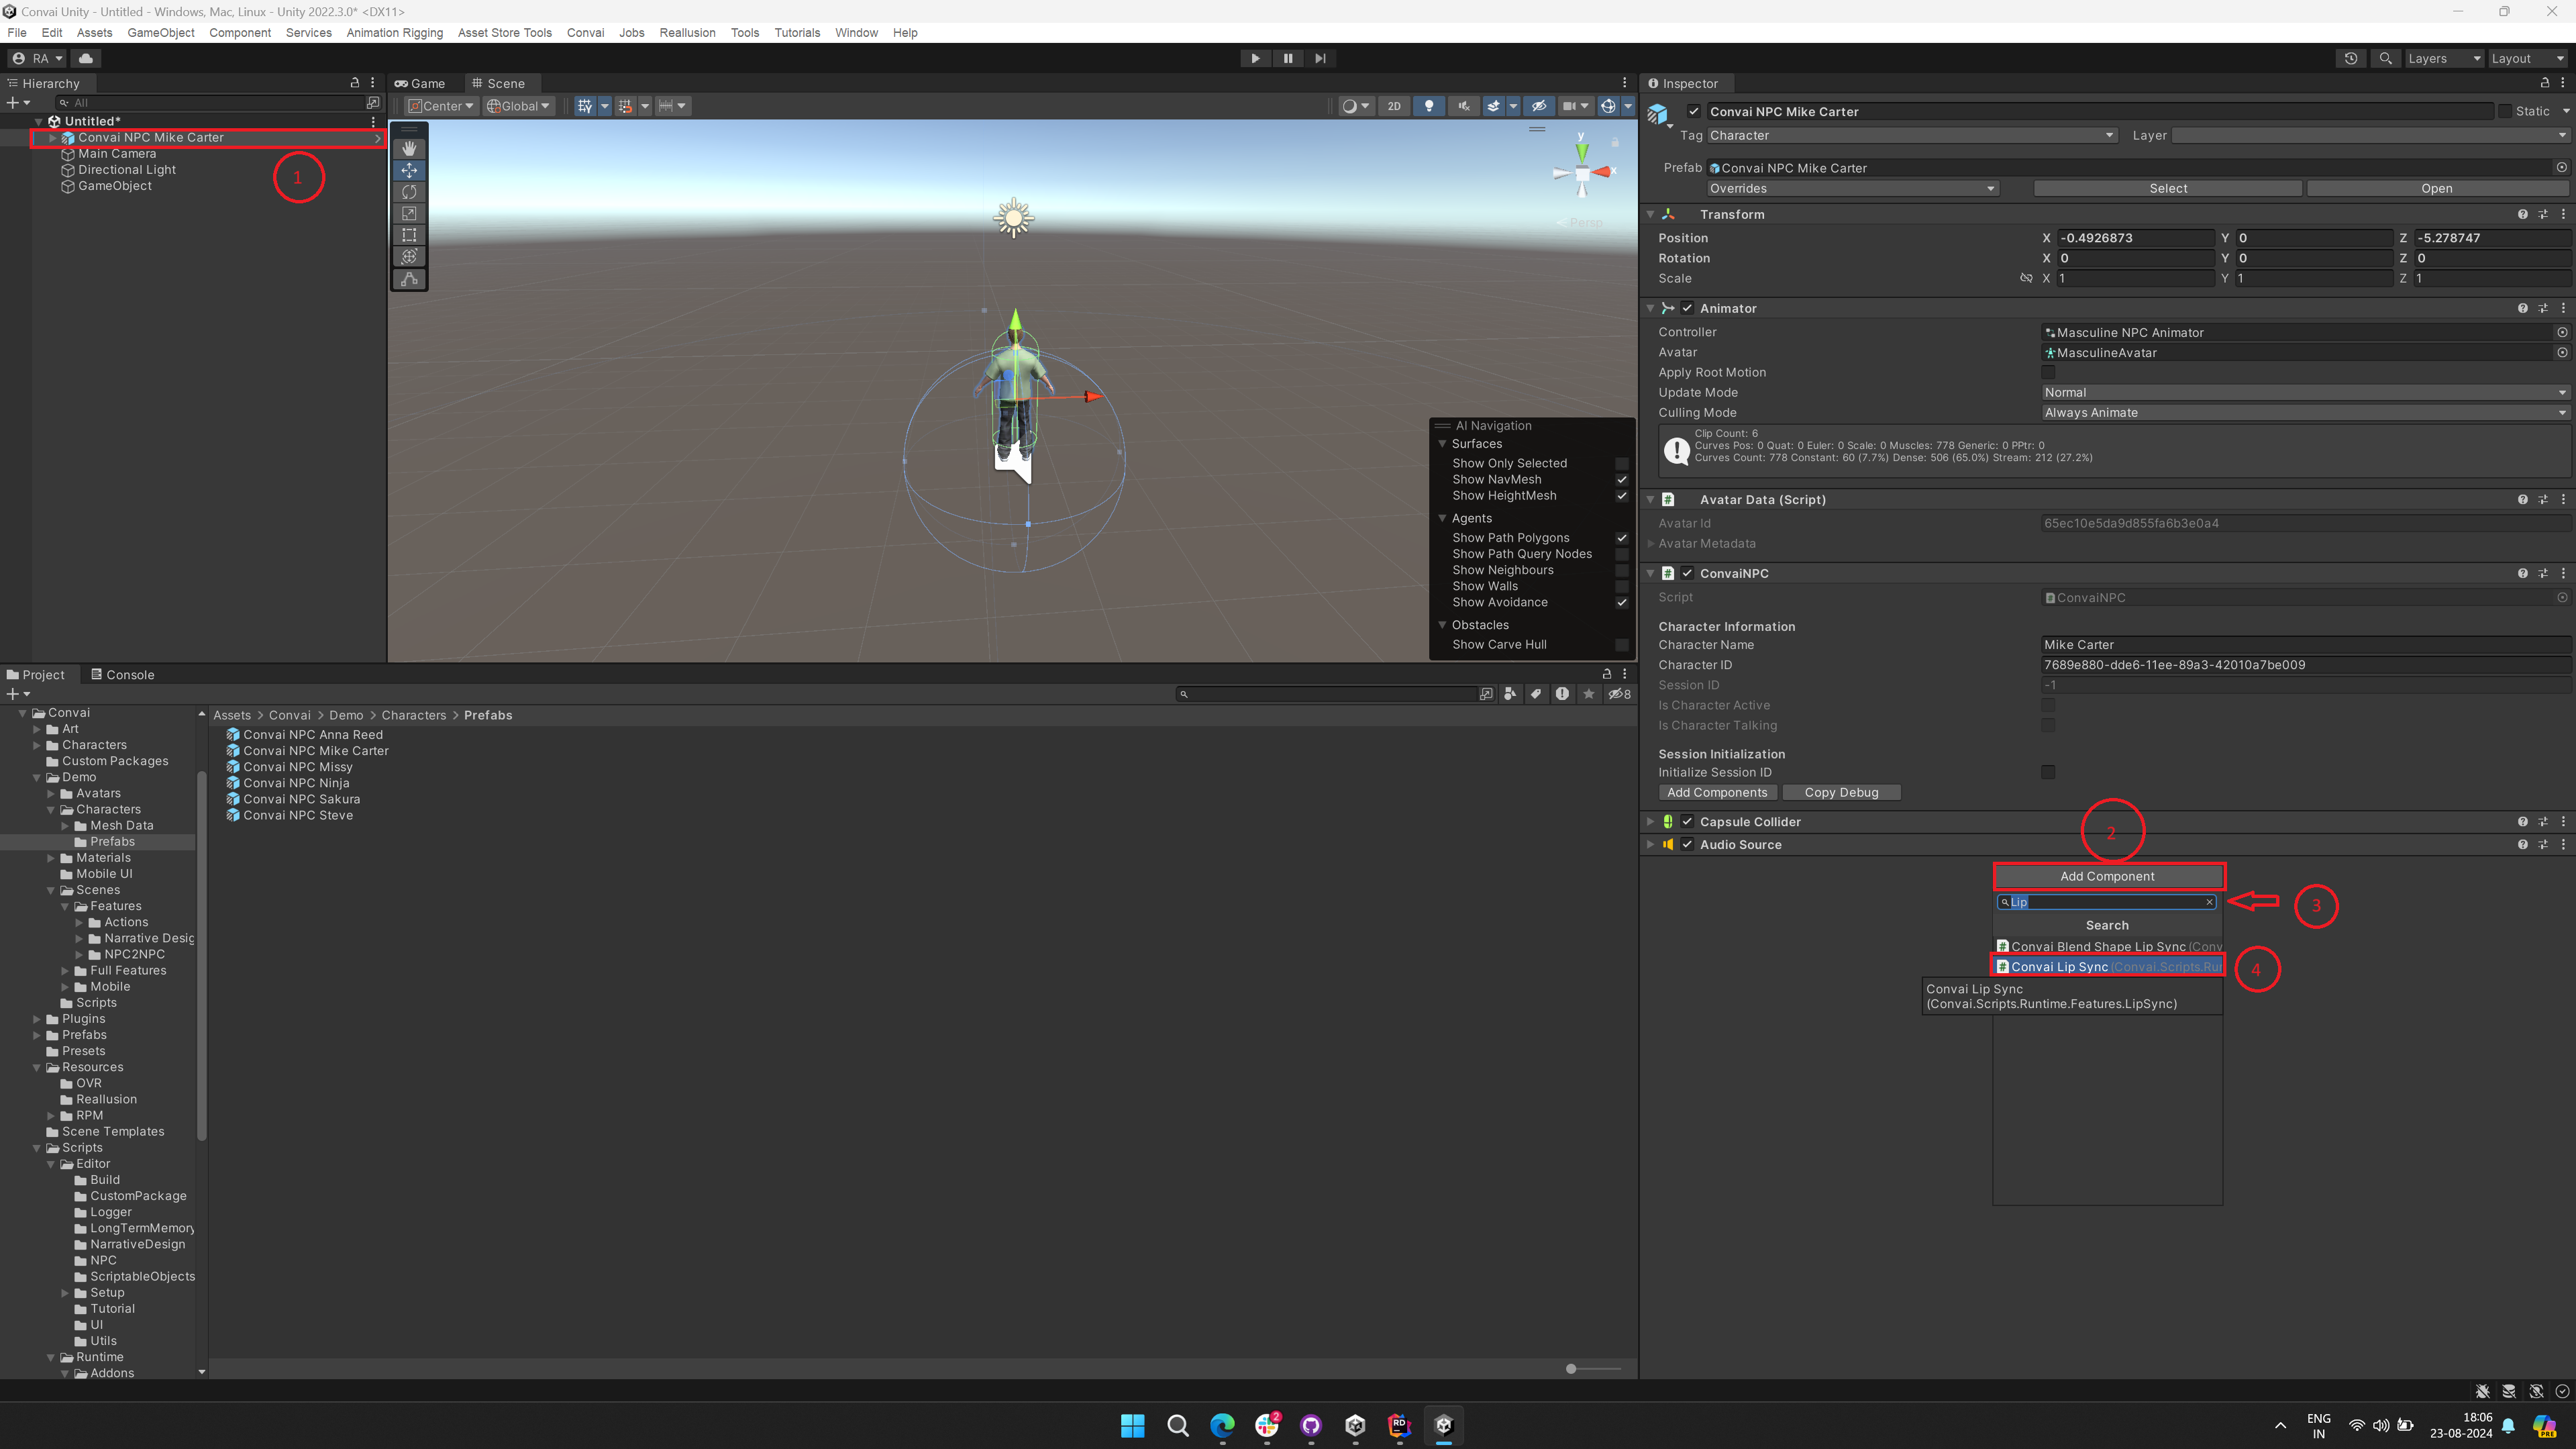 Convai Unity - Untitled - Windows, Mac, Linux - Unity 2022.3.0* <DX11>
File Edit Assets GameObject Component Services Animation Rigging Asset Store Tools Convai Jobs Reallusion Tools Tutorials Window Help
RA
Layers Layout
Hierarchy
All
Untitled*
Convai NPC Mike Carter
Main Camera
Directional Light
GameObject
1
Game Scene
Center Global 2D
y
x
Persp
AI Navigation
Surfaces
Show Only Selected
Show NavMesh
Show HeightMesh
Agents
Show Path Polygons
Show Path Query Nodes
Show Neighbours
Show Walls
Show Avoidance
Obstacles
Show Carve Hull
Project Console
8
Convai
Art
Characters
Custom Packages
Demo
Avatars
Characters
Mesh Data
Prefabs
Materials
Mobile UI
Scenes
Features
Actions
Narrative Desig
NPC2NPC
Full Features
Mobile
Scripts
Plugins
Prefabs
Presets
Resources
OVR
Reallusion
RPM
Scene Templates
Scripts
Editor
Build
CustomPackage
Logger
LongTermMemory
NarrativeDesign
NPC
ScriptableObjects
Setup
Tutorial
UI
Utils
Runtime
Addons
Assets > Convai > Demo > Characters > Prefabs
Convai NPC Anna Reed
Convai NPC Mike Carter
Convai NPC Missy
Convai NPC Ninja
Convai NPC Sakura
Convai NPC Steve
Inspector
Convai NPC Mike Carter Static
Tag Character Layer
Prefab Convai NPC Mike Carter
Overrides Select Open
Transform
Position X -0.4926873 Y 0 Z -5.278747
Rotation X 0 Y 0 Z 0
Scale X 1 Y 1 Z 1
Animator
Controller Masculine NPC Animator
Avatar MasculineAvatar
Apply Root Motion
Update Mode Normal
Culling Mode Always Animate
Clip Count: 6
Curves Pos: 0 Quat: 0 Euler: 0 Scale: 0 Muscles: 778 Generic: 0 PPtr: 0
Curves Count: 778 Constant: 60 (7.7%) Dense: 506 (65.0%) Stream: 212 (27.2%)
Avatar Data (Script)
Avatar Id 65ec10e5da9d855fa6b3e0a4
Avatar Metadata
ConvaiNPC
Script ConvaiNPC
Character Information
Character Name Mike Carter
Character ID 7689e880-dde6-11ee-89a3-42010a7be009
Session ID -1
Is Character Active
Is Character Talking
Session Initialization
Initialize Session ID
Add Components Copy Debug
Capsule Collider
Audio Source
2
Add Component
Lip
3
Search
Convai Blend Shape Lip Sync (Conv
Convai Lip Sync (Convai.Scripts.Run
4
Convai Lip Sync
(Convai.Scripts.Runtime.Features.LipSync)
2
RD
ENG
IN
18:06
23-08-2024
PRE